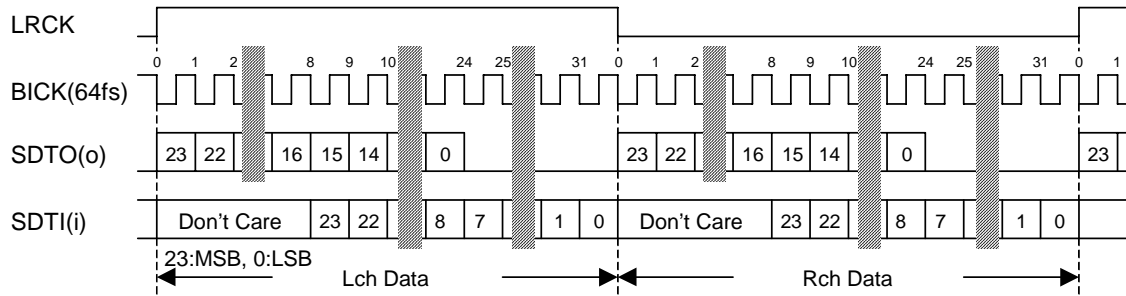 LRCK
0 1 2 8 9 10 24 25 31 0 1 2 8 9 10 24 25 31 0 1
BICK(64fs)
SDTO(o) 23 22 16 15 14 0 23 22 16 15 14 0 23
SDTI(i) Don't Care 23 22 8 7 1 0 Don't Care 23 22 8 7 1 0
23:MSB, 0:LSB
Lch Data Rch Data